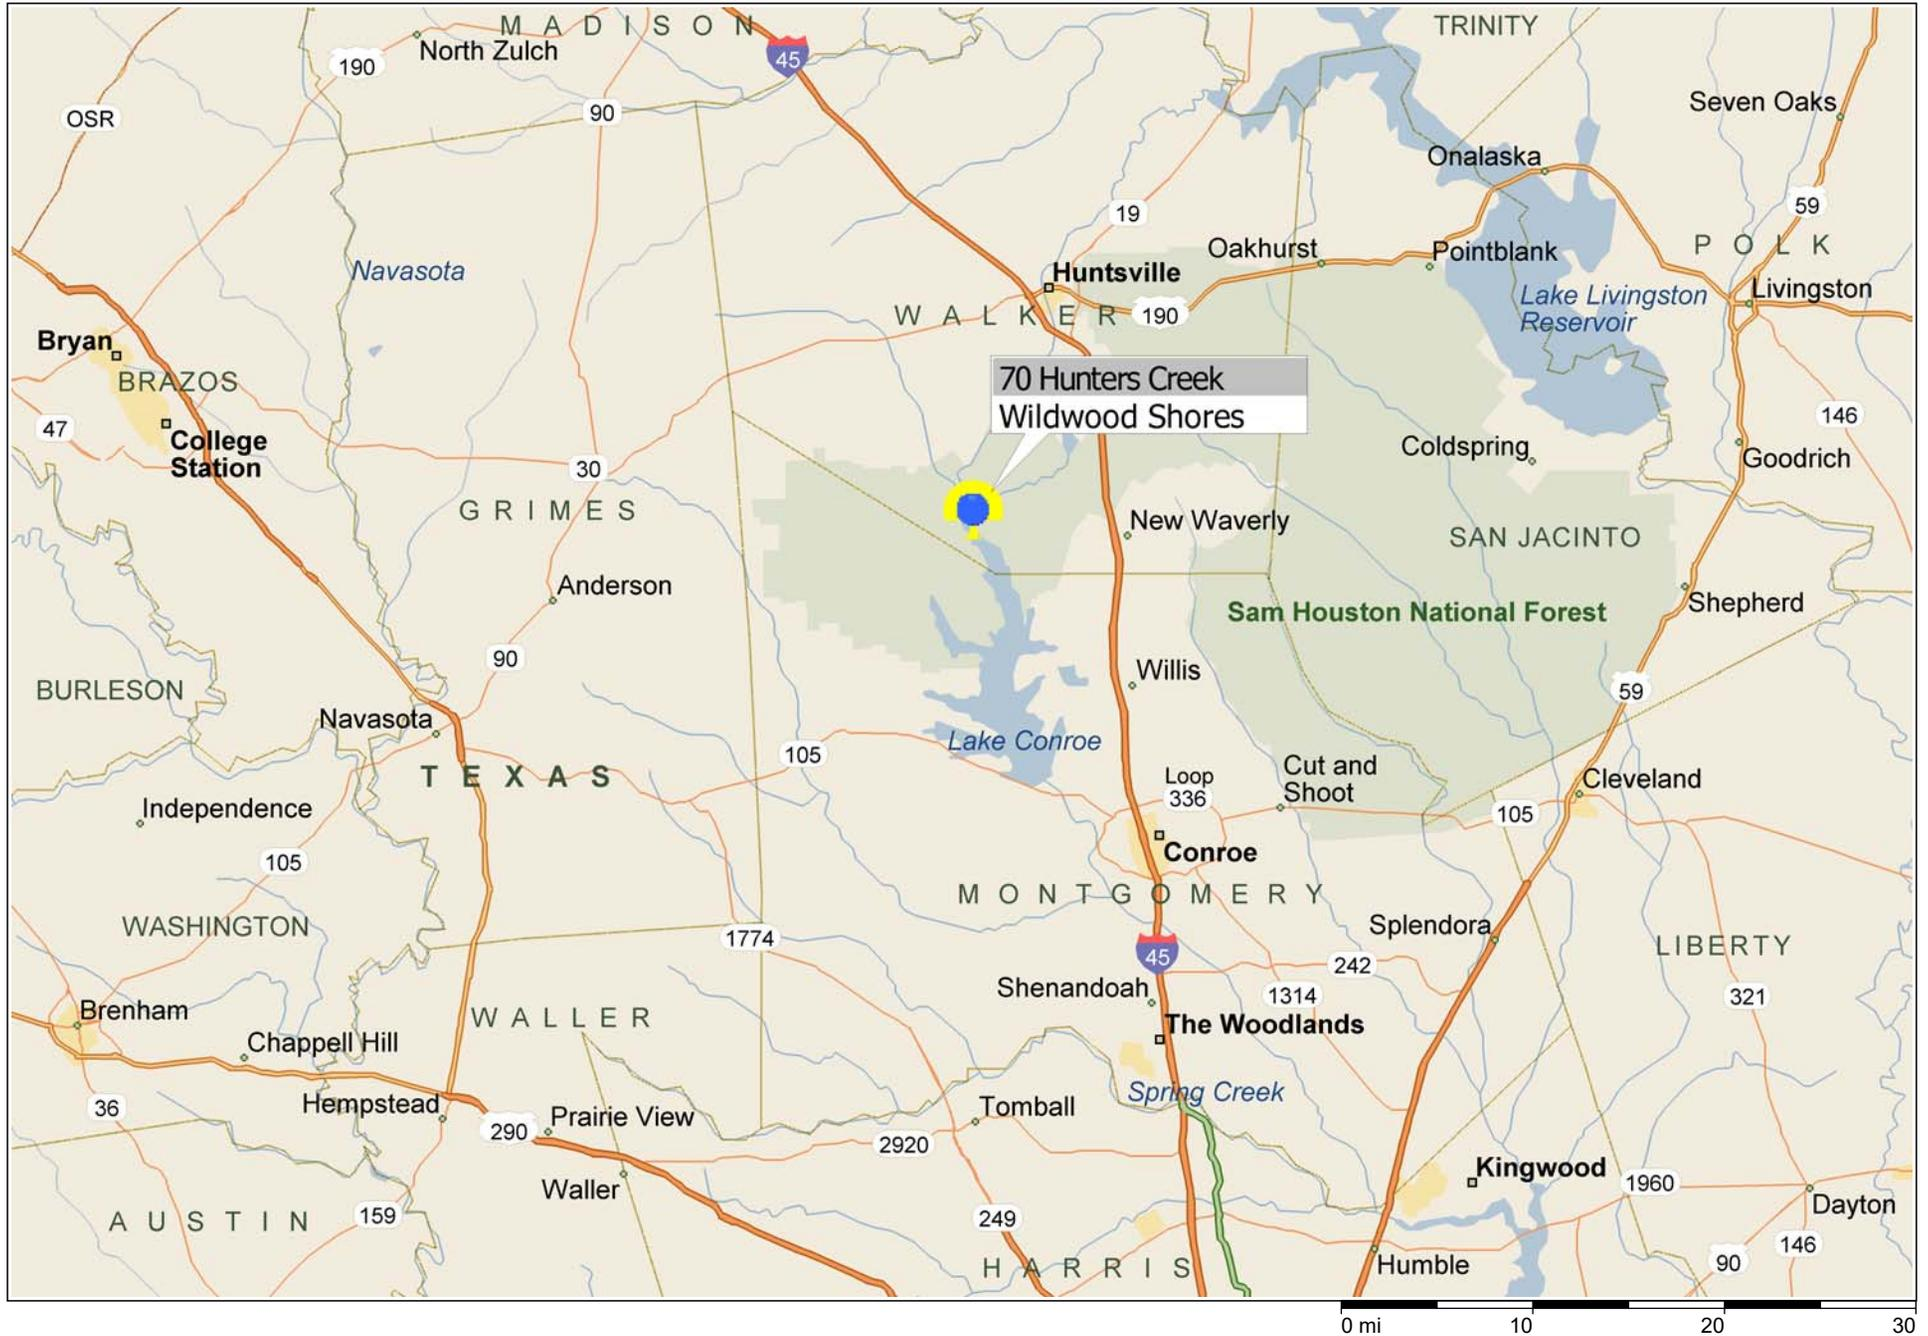 MADISON
TRINITY
45
190
North Zulch
OSR
90
Seven Oaks
Onalaska
19
59
Navasota
Oakhurst
Pointblank
POLK
Huntsville
WALKER
190
Lake Livingston
Reservoir
Livingston
Bryan
BRAZOS
70 Hunters Creek
Wildwood Shores
47
College
Station
146
30
Coldspring
Goodrich
GRIMES
New Waverly
SAN JACINTO
Anderson
Sam Houston National Forest
Shepherd
90
BURLESON
Willis
59
Navasota
105
Lake Conroe
TEXAS
Loop
336
Cut and
Shoot
Cleveland
Independence
105
105
Conroe
MONTGOMERY
WASHINGTON
1774
Splendora
LIBERTY
45
242
Shenandoah
1314
321
Brenham
WALLER
The Woodlands
Chappell Hill
Spring Creek
36
Hempstead
290
Prairie View
Tomball
2920
Waller
Kingwood
1960
Dayton
AUSTIN
159
249
146
HARRIS
Humble
90
0 mi 10 20 30